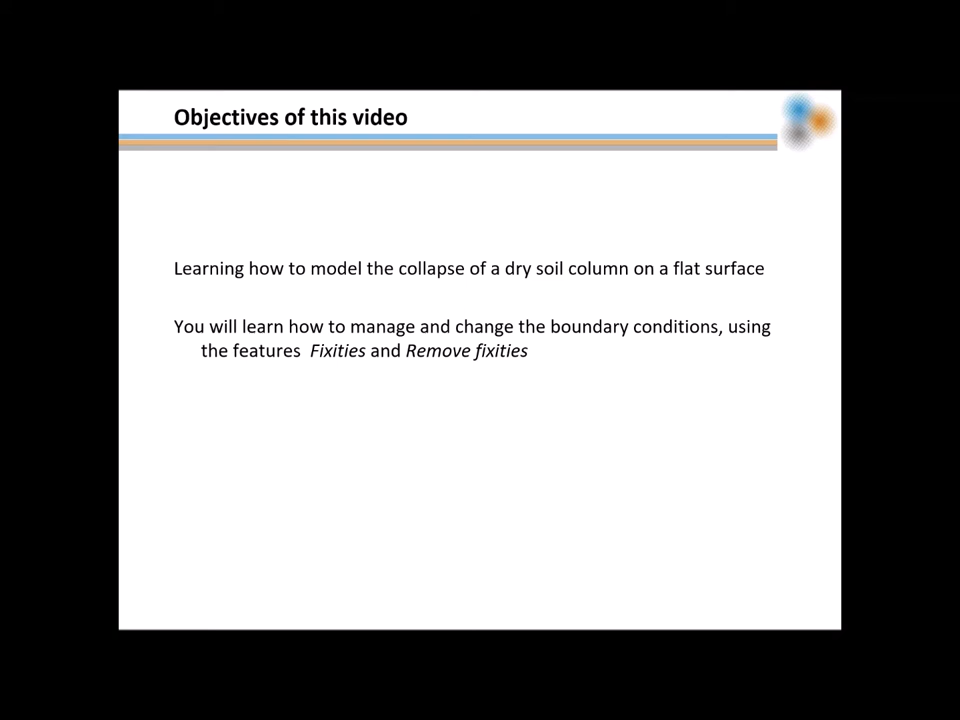 Objectives of this video
Learning how to model the collapse of a dry soil column on a flat surface
You will learn how to manage and change the boundary conditions, using
the features Fixities and Remove fixities